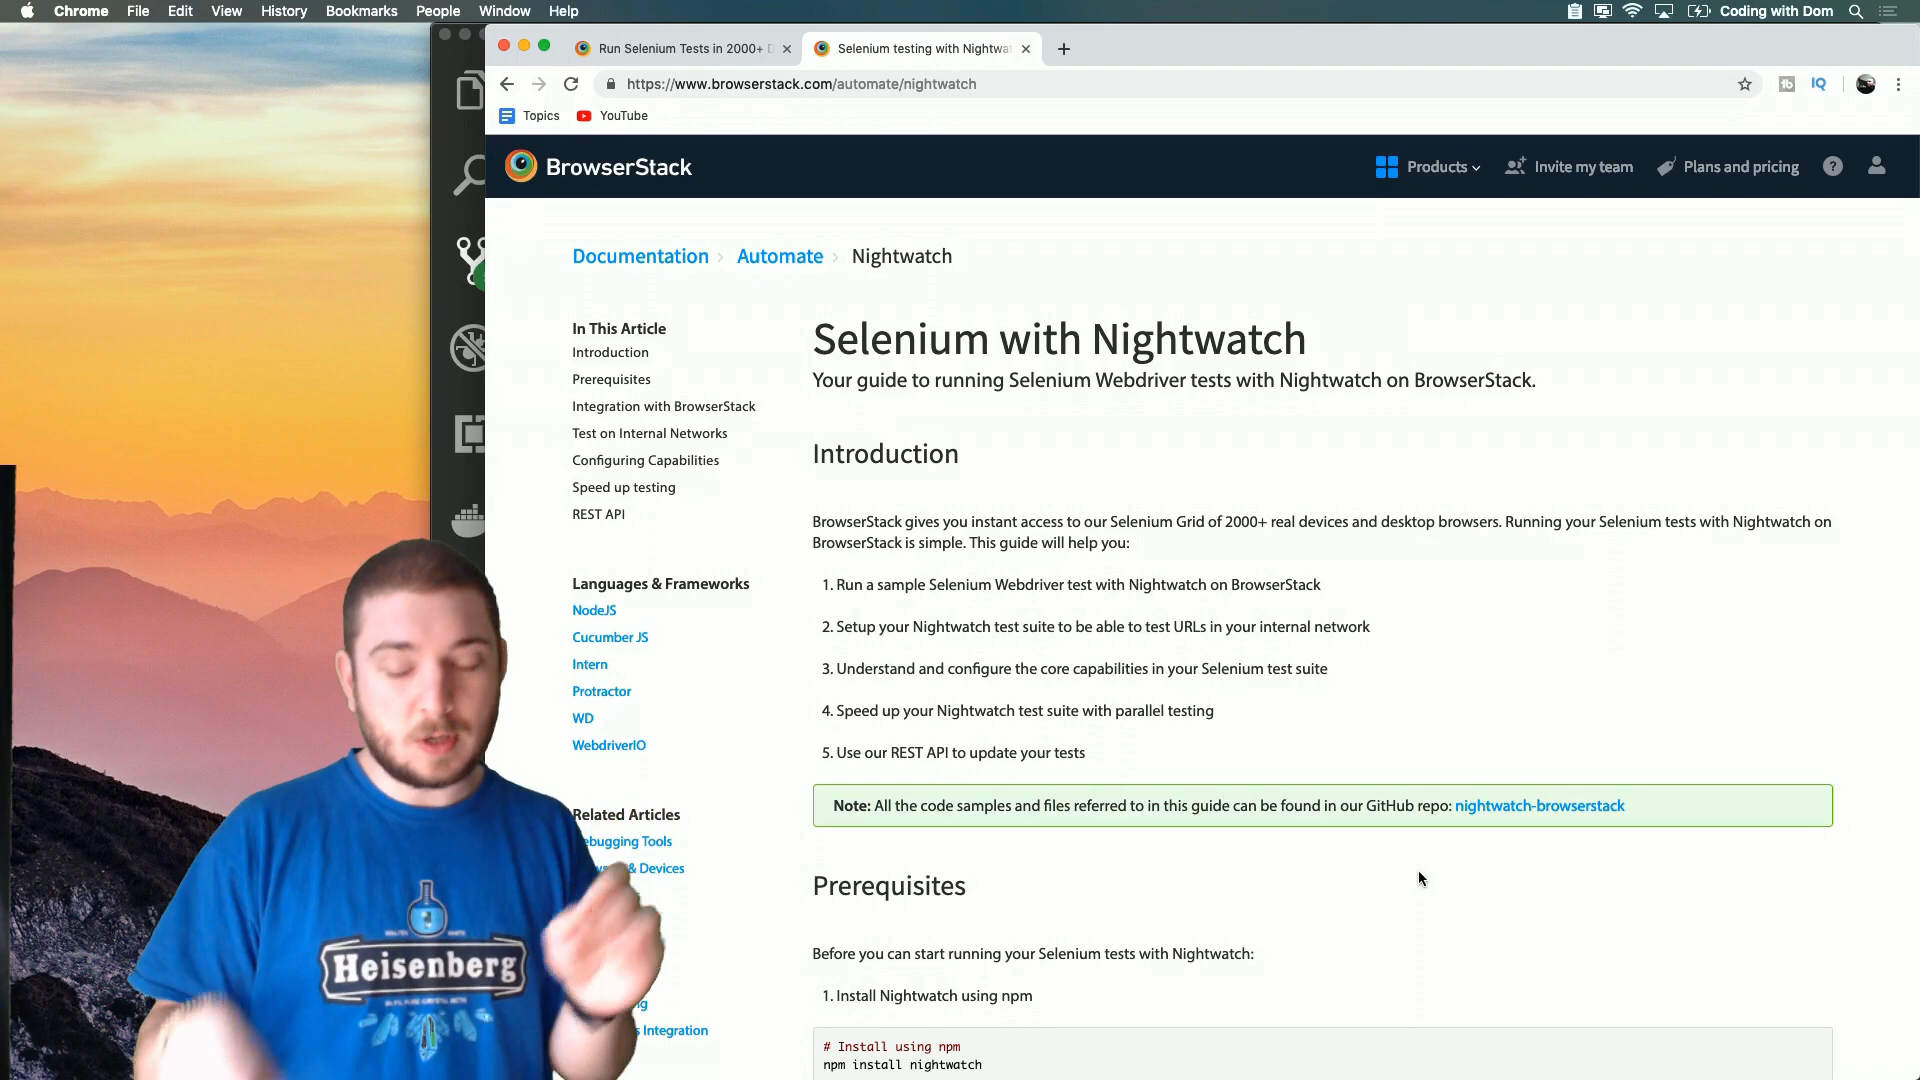 Chrome File Edit View History Bookmarks People Window Help
Coding with Dom
Run Selenium Tests in 2000+
Selenium testing with Nightwat
https://www.browserstack.com/automate/nightwatch
Topics YouTube
BrowserStack
Products Invite my team Plans and pricing
Documentation Automate Nightwatch
In This Article
Introduction
Prerequisites
Integration with BrowserStack
Test on Internal Networks
Configuring Capabilities
Speed up testing
REST API
Languages & Frameworks
NodeJS
Cucumber JS
Intern
Protractor
WD
WebdriverIO
Related Articles
ebugging Tools
& Devices
ng
s Integration
Selenium with Nightwatch
Your guide to running Selenium Webdriver tests with Nightwatch on BrowserStack.
Introduction
BrowserStack gives you instant access to our Selenium Grid of 2000+ real devices and desktop browsers. Running your Selenium tests with Nightwatch on
BrowserStack is simple. This guide will help you:
1. Run a sample Selenium Webdriver test with Nightwatch on BrowserStack
2. Setup your Nightwatch test suite to be able to test URLs in your internal network
3. Understand and configure the core capabilities in your Selenium test suite
4. Speed up your Nightwatch test suite with parallel testing
5. Use our REST API to update your tests
Note: All the code samples and files referred to in this guide can be found in our GitHub repo: nightwatch-browserstack
Prerequisites
Before you can start running your Selenium tests with Nightwatch:
1. Install Nightwatch using npm
# Install using npm
npm install nightwatch
Heisenberg